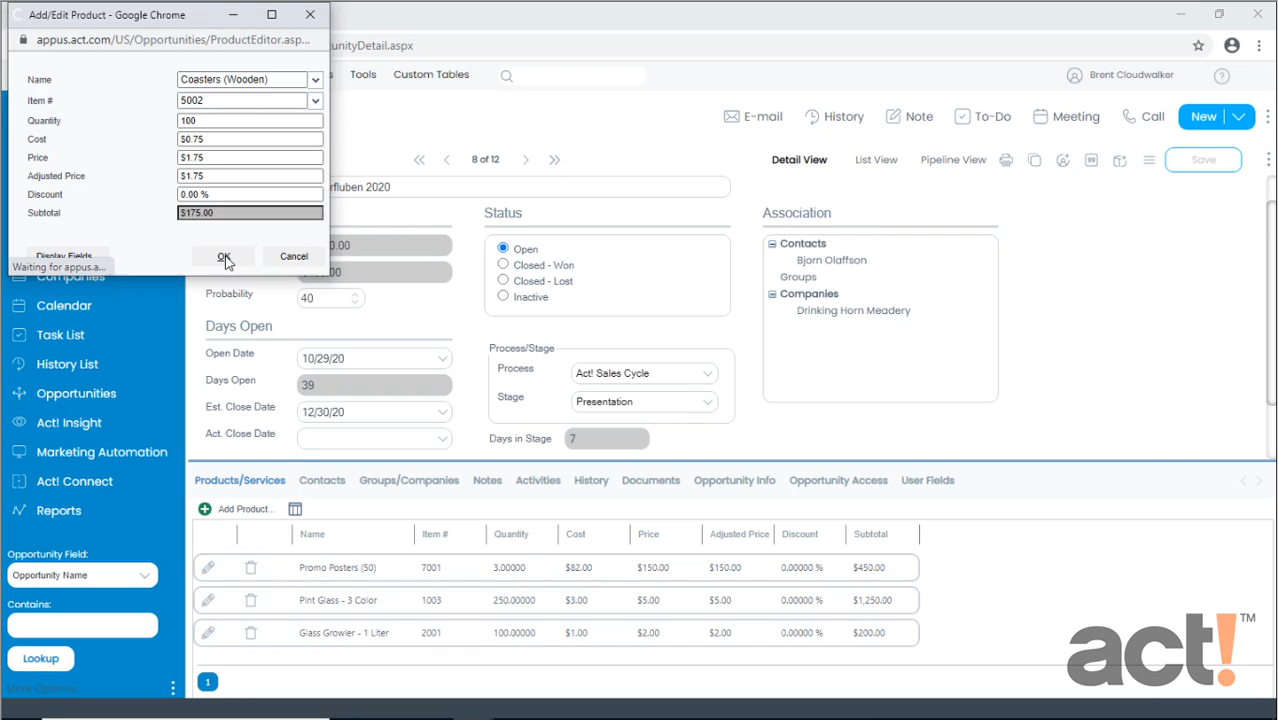 Add/Edit Product - Google Chrome
appus.act.com/US/Opportunities/ProductEditor.asp...
Name Coasters (Wooden)
Item # 5002
Quantity 100
Cost $0.75
Price $1.75
Adjusted Price $1.75
Discount 0.00 %
Subtotal $175.00
Display Fields OK Cancel
Waiting for appus.a...
unityDetail.aspx
Tools Custom Tables
Brent Cloudwalker
E-mail History Note To-Do Meeting Call New
8 of 12 Detail View List View Pipeline View Save
rfluben 2020
Status
Open
Closed - Won
Closed - Lost
Inactive
Association
Contacts
Bjorn Olaffson
Groups
Companies
Drinking Horn Meadery
Probability 40
Days Open
Open Date 10/29/20
Days Open 39
Est. Close Date 12/30/20
Act. Close Date
Process/Stage
Process Act! Sales Cycle
Stage Presentation
Days in Stage 7
Companies
Calendar
Task List
History List
Opportunities
Act! Insight
Marketing Automation
Act! Connect
Reports
Opportunity Field:
Opportunity Name
Contains:
Lookup
More Options...
Products/Services Contacts Groups/Companies Notes Activities History Documents Opportunity Info Opportunity Access User Fields
Add Product...
Name Item # Quantity Cost Price Adjusted Price Discount Subtotal
Promo Posters (50) 7001 3.00000 $82.00 $150.00 $150.00 0.00000 % $450.00
Pint Glass - 3 Color 1003 250.00000 $3.00 $5.00 $5.00 0.00000 % $1,250.00
Glass Growler - 1 Liter 2001 100.00000 $1.00 $2.00 $2.00 0.00000 % $200.00
1
act!™